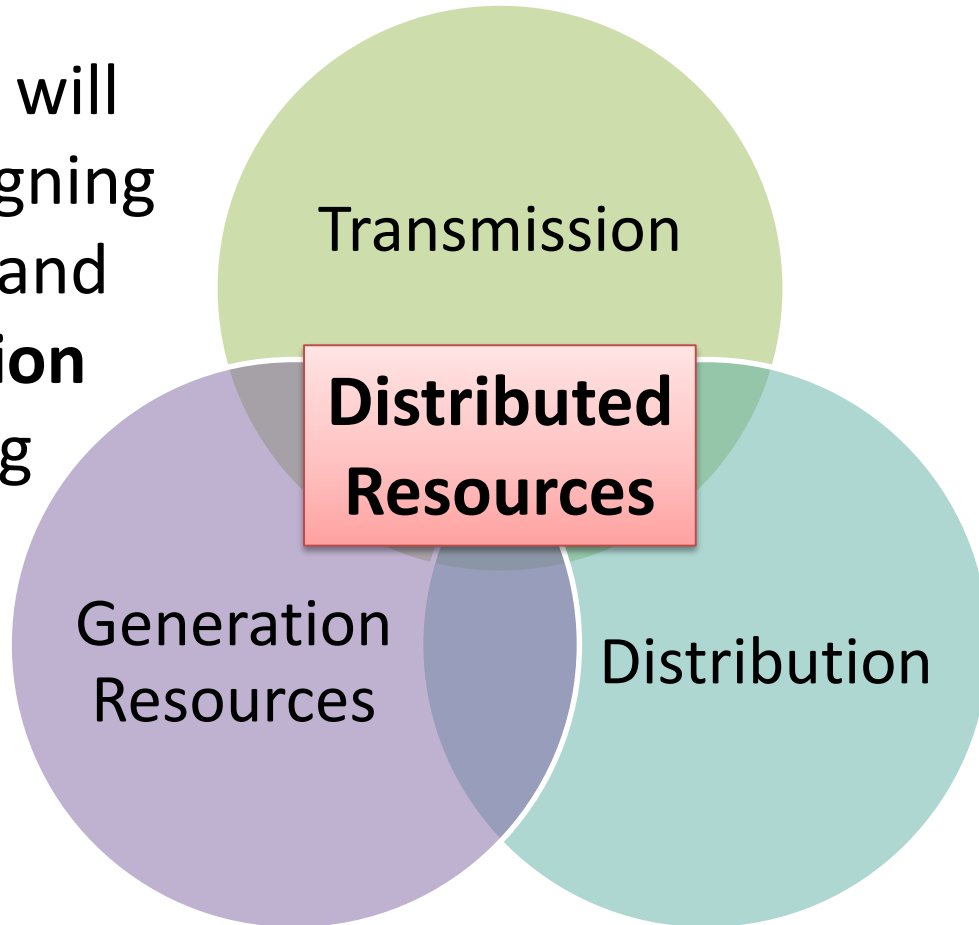 will
gning
and
ion
g
Transmission
Distributed
Resources
Generation
Resources
Distribution